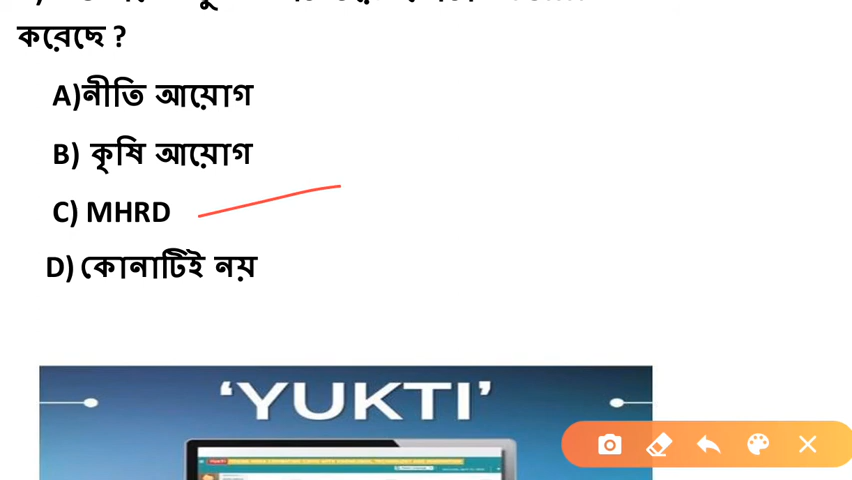 করেছে ?
A)নীতি আয়োগ
B) কৃষি আয়োগ
C) MHRD
D) কোনাটিই নয়
'YUKTI'